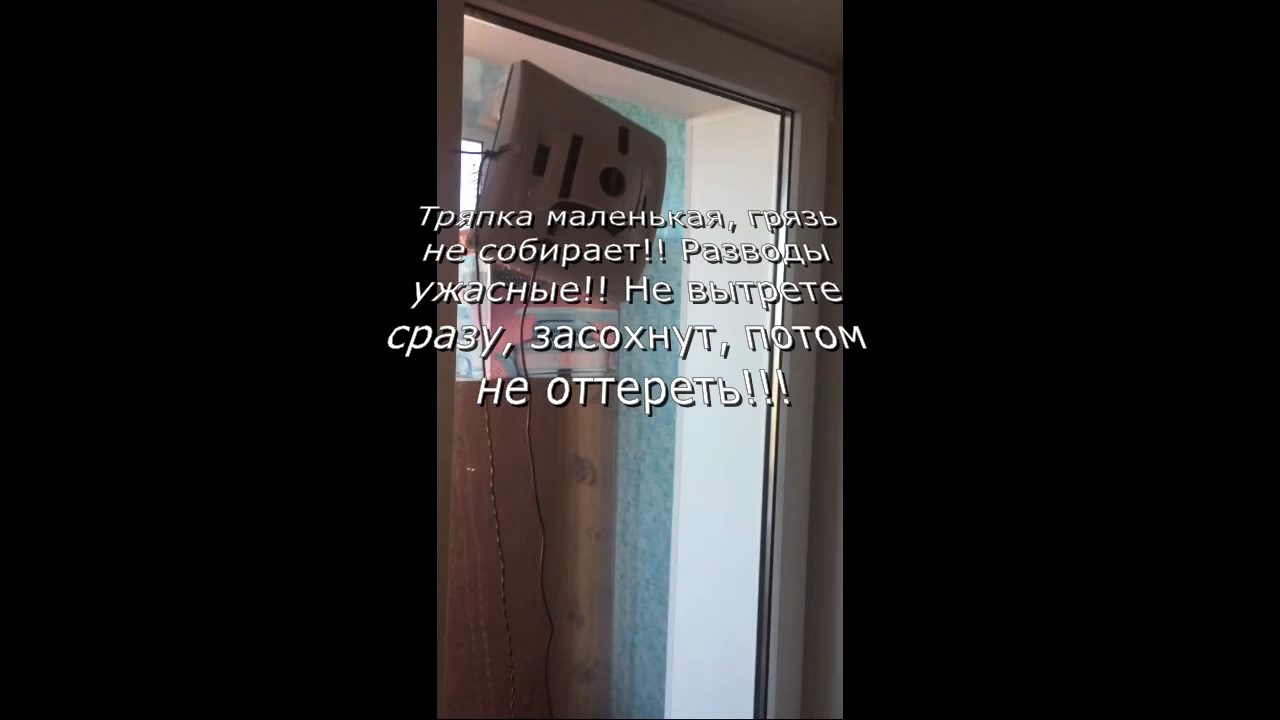 Тряпка маленькая, грязь
не собирает!! Разводы
ужасные!! Не вытрете
сразу, засохнут, потом
не оттереть!!!